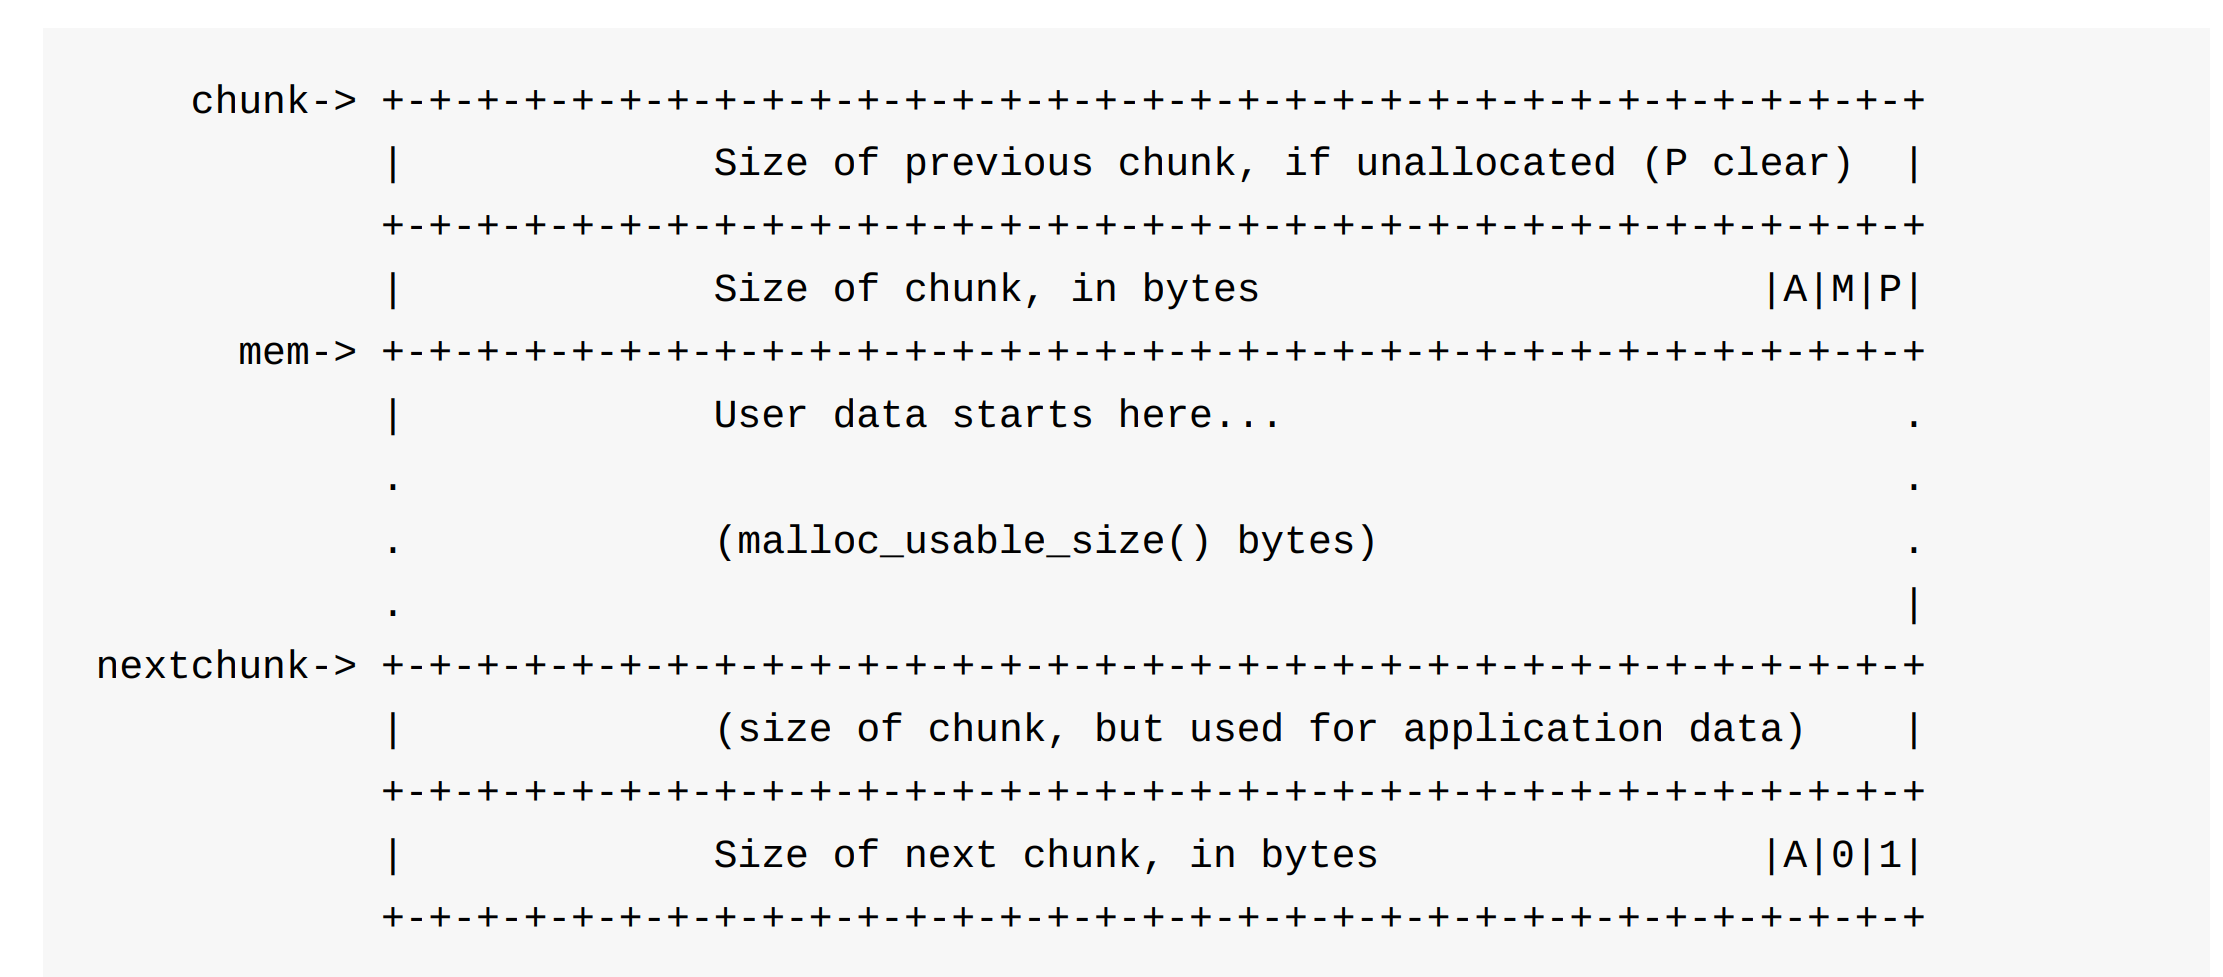 chunk-> +-+-+-+-+-+-+-+-+-+-+-+-+-+-+-+-+-+-+-+-+-+-+-+-+-+-+-+-+-+-+-+-+
| Size of previous chunk, if unallocated (P clear) |
+-+-+-+-+-+-+-+-+-+-+-+-+-+-+-+-+-+-+-+-+-+-+-+-+-+-+-+-+-+-+-+-+
| Size of chunk, in bytes |A|M|P|
mem-> +-+-+-+-+-+-+-+-+-+-+-+-+-+-+-+-+-+-+-+-+-+-+-+-+-+-+-+-+-+-+-+-+
| User data starts here... .
. .
. (malloc_usable_size() bytes) .
. |
nextchunk-> +-+-+-+-+-+-+-+-+-+-+-+-+-+-+-+-+-+-+-+-+-+-+-+-+-+-+-+-+-+-+-+-+
| (size of chunk, but used for application data) |
+-+-+-+-+-+-+-+-+-+-+-+-+-+-+-+-+-+-+-+-+-+-+-+-+-+-+-+-+-+-+-+-+
| Size of next chunk, in bytes |A|0|1|
+-+-+-+-+-+-+-+-+-+-+-+-+-+-+-+-+-+-+-+-+-+-+-+-+-+-+-+-+-+-+-+-+